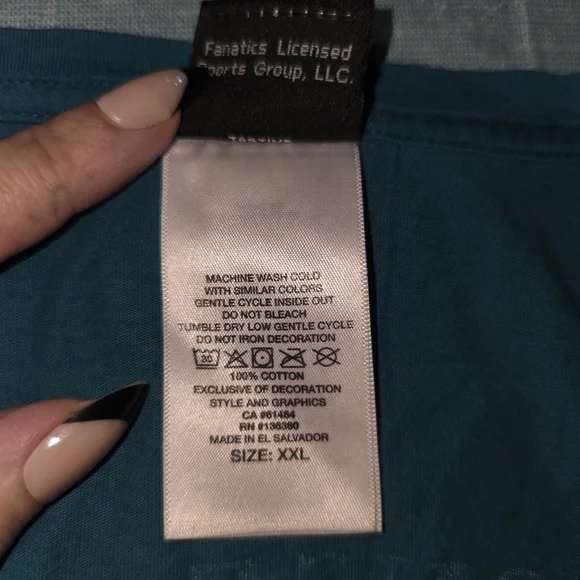 Fanatics Licensed
Sports Group, LLC.
MACHINE WASH COLD
WITH SIMILAR COLORS
GENTLE CYCLE INSIDE OUT
DO NOT BLEACH
TUMBLE DRY LOW GENTLE CYCLE
DO NOT IRON DECORATION
30
100% COTTON
EXCLUSIVE OF DECORATION
STYLE AND GRAPHICS
CA #61484
RN #136380
MADE IN EL SALVADOR
SIZE: XXL